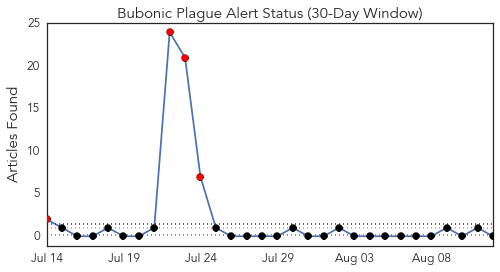 Bubonic Plague Alert Status (30-Day Window)
Articles Found
25
20
15
10
5
0
Jul 14
Jul 19
Jul 24
Jul 29
Aug 03
Aug 08